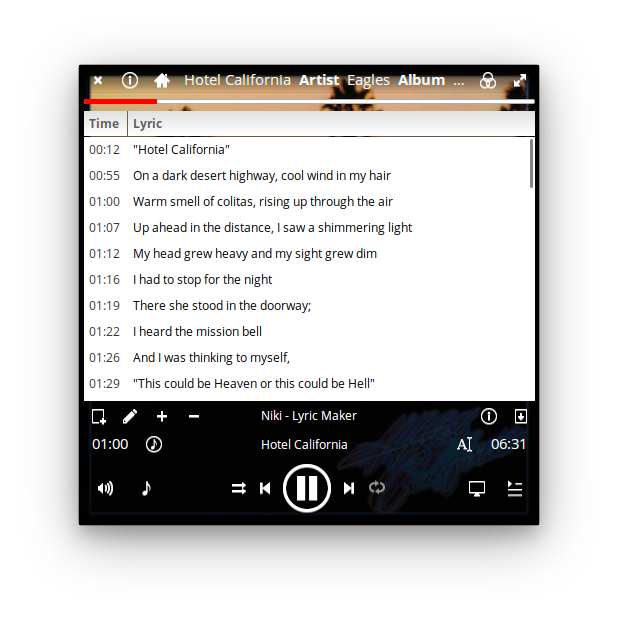 Hotel California Artist Eagles Album ...
Time Lyric
00:12 "Hotel California"
00:55 On a dark desert highway, cool wind in my hair
01:00 Warm smell of colitas, rising up through the air
01:07 Up ahead in the distance, I saw a shimmering light
01:12 My head grew heavy and my sight grew dim
01:16 I had to stop for the night
01:19 There she stood in the doorway;
01:22 I heard the mission bell
01:26 And I was thinking to myself,
01:29 "This could be Heaven or this could be Hell"
Niki - Lyric Maker
01:00 Hotel California A 06:31